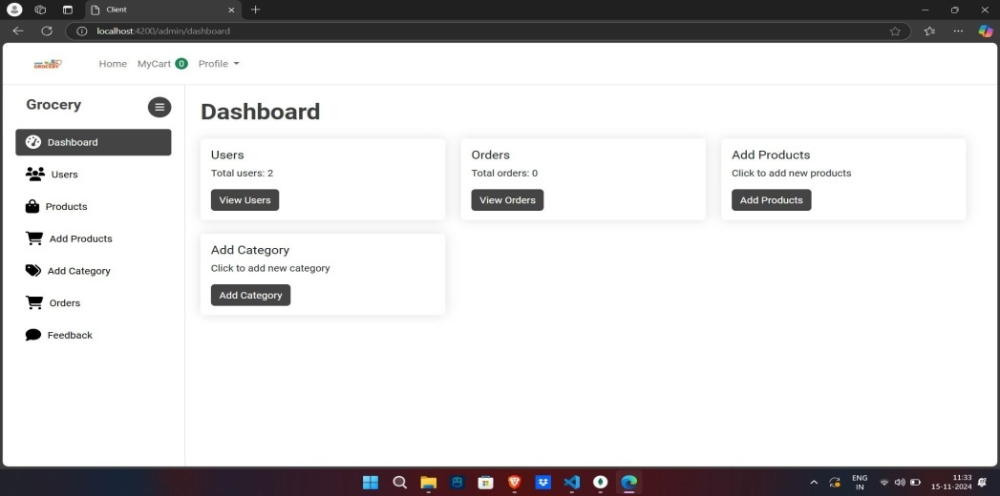 Client
localhost:4200/admin/dashboard
GROCERY
Home MyCart 0 Profile
Grocery
Dashboard
Users
Products
Add Products
Add Category
Orders
Feedback
Dashboard
Users
Total users: 2
View Users
Orders
Total orders: 0
View Orders
Add Products
Click to add new products
Add Products
Add Category
Click to add new category
Add Category
ENG
IN
11:33
15-11-2024